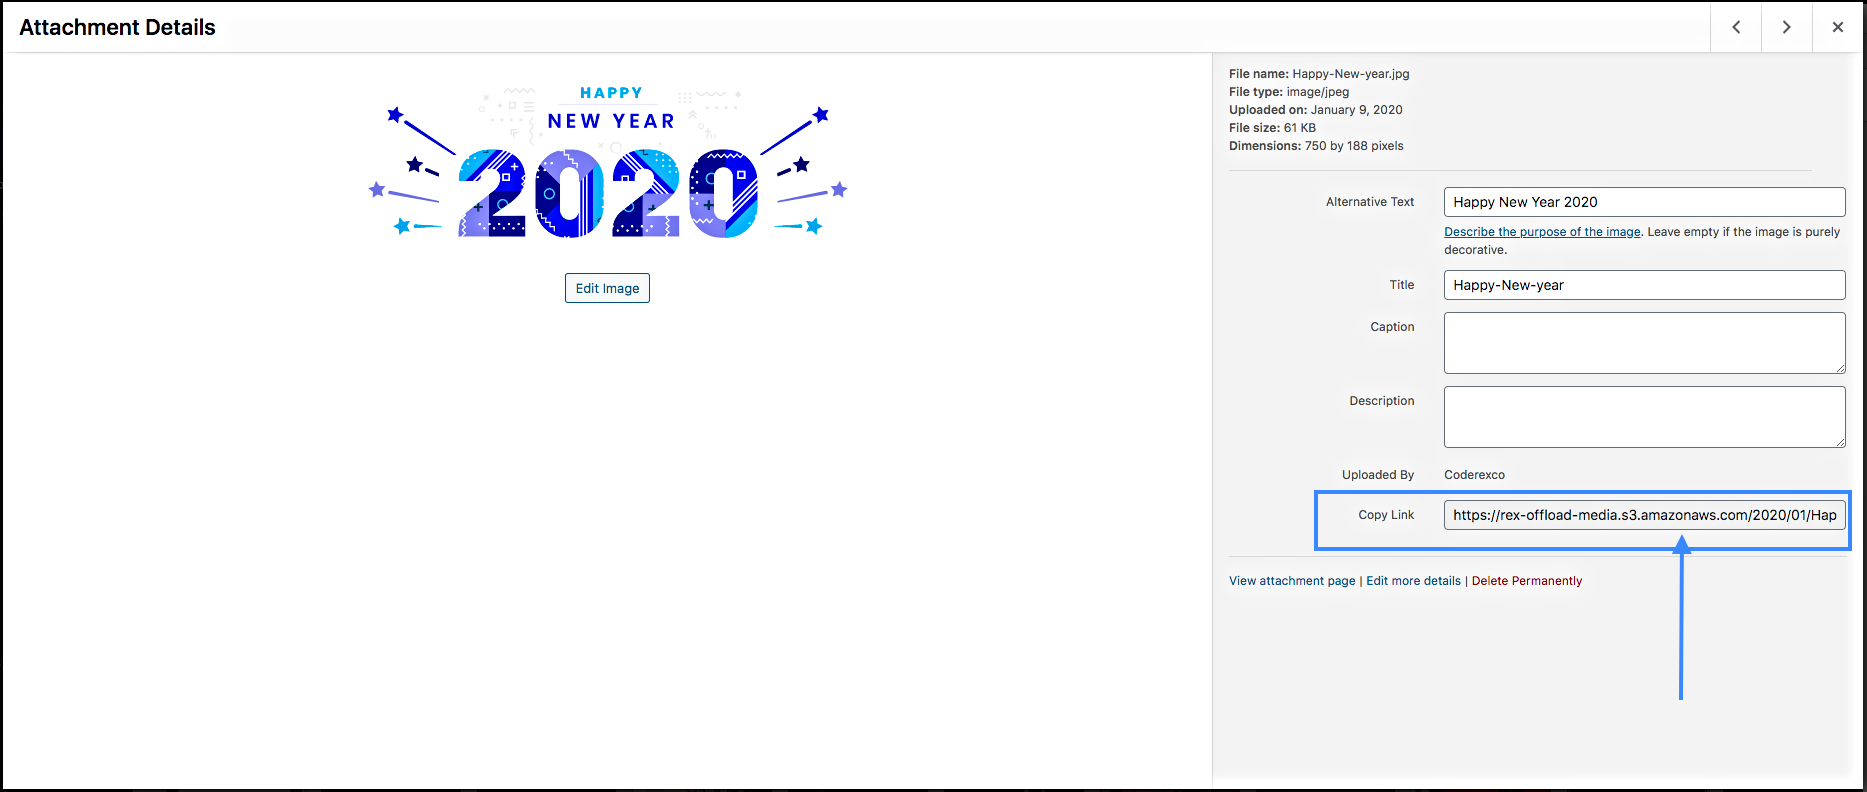 Attachment Details
HAPPY
NEW YEAR
2020
Edit Image
File name: Happy-New-year.jpg
File type: image/jpeg
Uploaded on: January 9, 2020
File size: 61 KB
Dimensions: 750 by 188 pixels
Alternative Text
Happy New Year 2020
Describe the purpose of the image. Leave empty if the image is purely
decorative.
Title
Happy-New-year
Caption
Description
Uploaded By
Coderexco
Copy Link
https://rex-offload-media.s3.amazonaws.com/2020/01/Hap
View attachment page | Edit more details | Delete Permanently